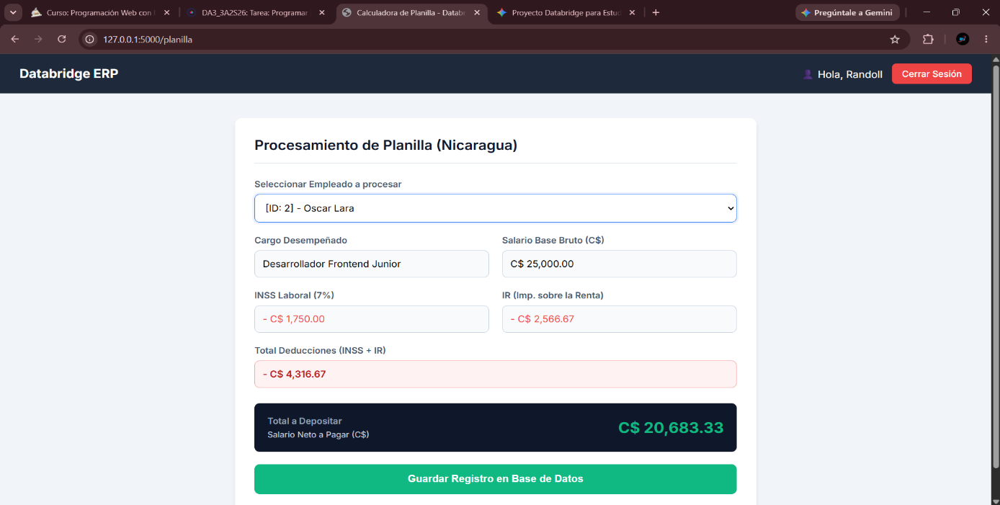 Curso: Programación Web con
DA3_3A2S26: Tarea: Programar
Calculadora de Planilla - Datab
Proyecto Databridge para Estud
Pregúntale a Gemini
127.0.0.1:5000/planilla
Databridge ERP
Hola, Randoll
Cerrar Sesión
Procesamiento de Planilla (Nicaragua)
Seleccionar Empleado a procesar
[ID: 2] - Oscar Lara
Cargo Desempeñado
Salario Base Bruto (C$)
Desarrollador Frontend Junior
C$ 25,000.00
INSS Laboral (7%)
IR (Imp. sobre la Renta)
- C$ 1,750.00
- C$ 2,566.67
Total Deducciones (INSS + IR)
- C$ 4,316.67
Total a Depositar
Salario Neto a Pagar (C$)
C$ 20,683.33
Guardar Registro en Base de Datos